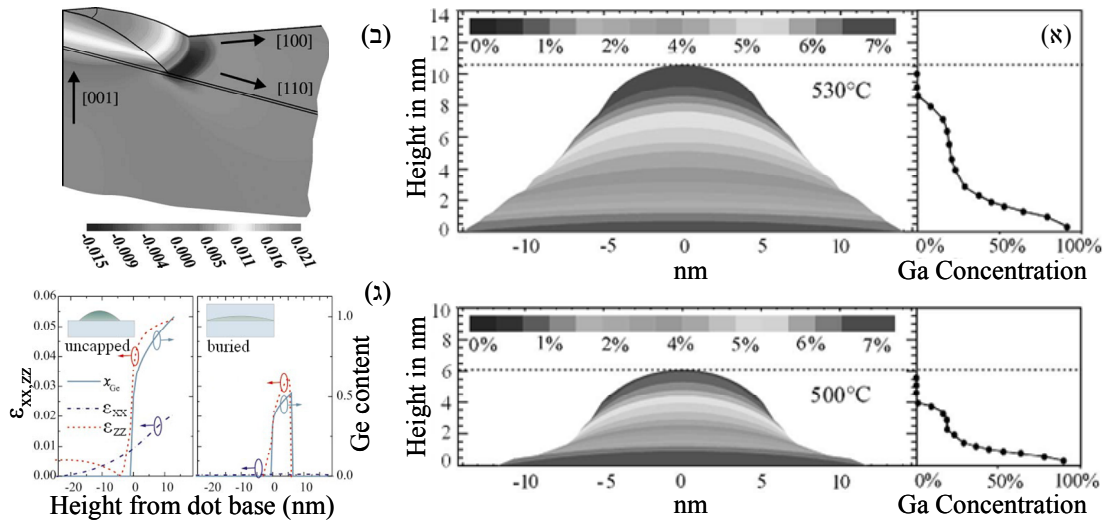 (ב)
[100]
[110]
[001]
-0.015 -0.009 -0.004 0.000 0.005 0.011 0.016 0.021
(א)
Height in nm
14
12
10
8
6
4
2
0
0% 1% 2% 4% 5% 6% 7%
530°C
-10 -5 0 5 10
nm
0% 50% 100%
Ga Concentration
Height in nm
10
8
6
4
2
0
0% 1% 2% 4% 5% 6% 7%
500°C
-10 -5 0 5 10
nm
0% 50% 100%
Ga Concentration
(ג)
εxx,zz
0.06
0.05
0.04
0.03
0.02
0.01
0.00
uncapped
xGe
εxx
εzz
buried
1.0
0.5
0.0
Ge content
-20 -10 0 10 -20 -10 0 10
Height from dot base (nm)